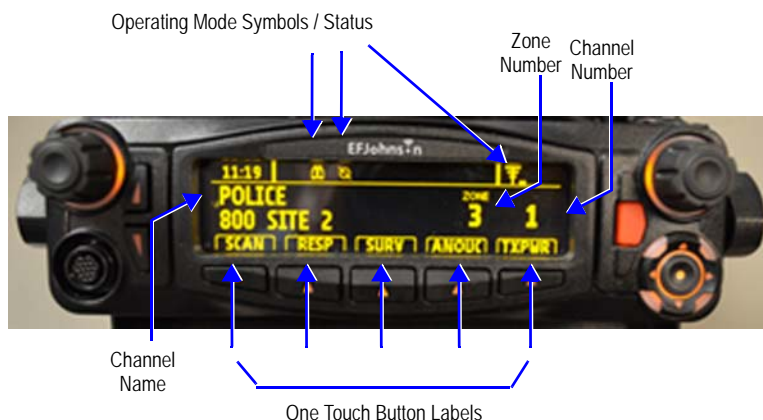 Operating Mode Symbols / Status
Zone
Number
Channel
Number
EFJohnson
11:19
POLICE
ZONE
800 SITE 2
3
1
SCAN RESP SURV ANOUC TXPWR
Channel
Name
One Touch Button Labels